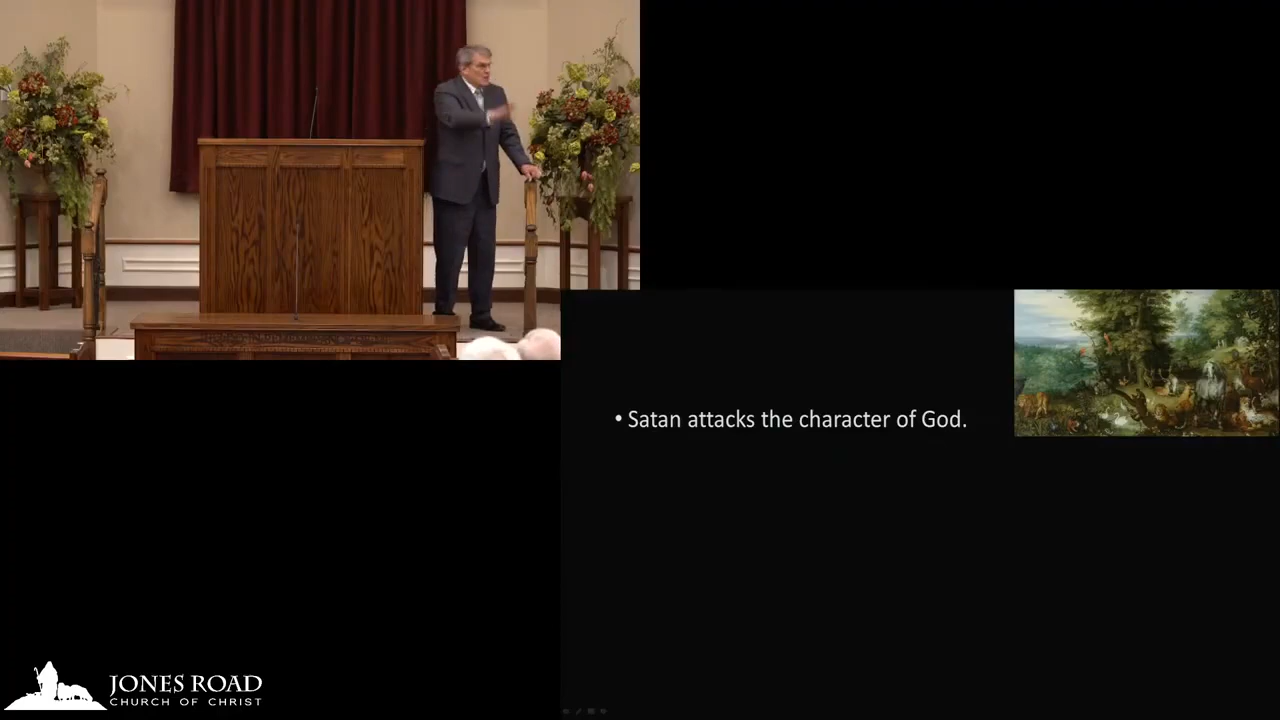 • Satan attacks the character of God.
JONES ROAD
CHURCH OF CHRIST